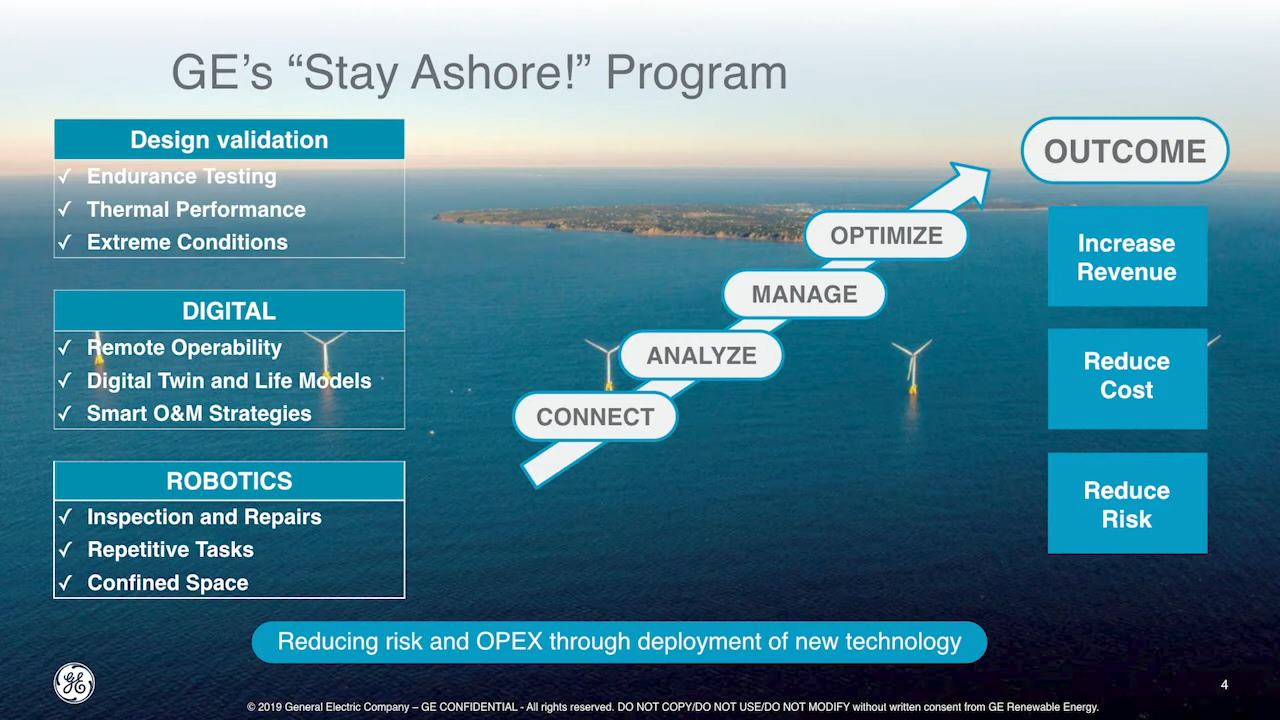 GE’s “Stay Ashore!” Program
Design validation
✓ Endurance Testing
✓ Thermal Performance
✓ Extreme Conditions
DIGITAL
✓ Remote Operability
✓ Digital Twin and Life Models
✓ Smart O&M Strategies
ROBOTICS
✓ Inspection and Repairs
✓ Repetitive Tasks
✓ Confined Space
CONNECT
ANALYZE
MANAGE
OPTIMIZE
OUTCOME
Increase
Revenue
Reduce
Cost
Reduce
Risk
Reducing risk and OPEX through deployment of new technology
GE
4
© 2019 General Electric Company – GE CONFIDENTIAL - All rights reserved. DO NOT COPY/DO NOT USE/DO NOT MODIFY without written consent from GE Renewable Energy.